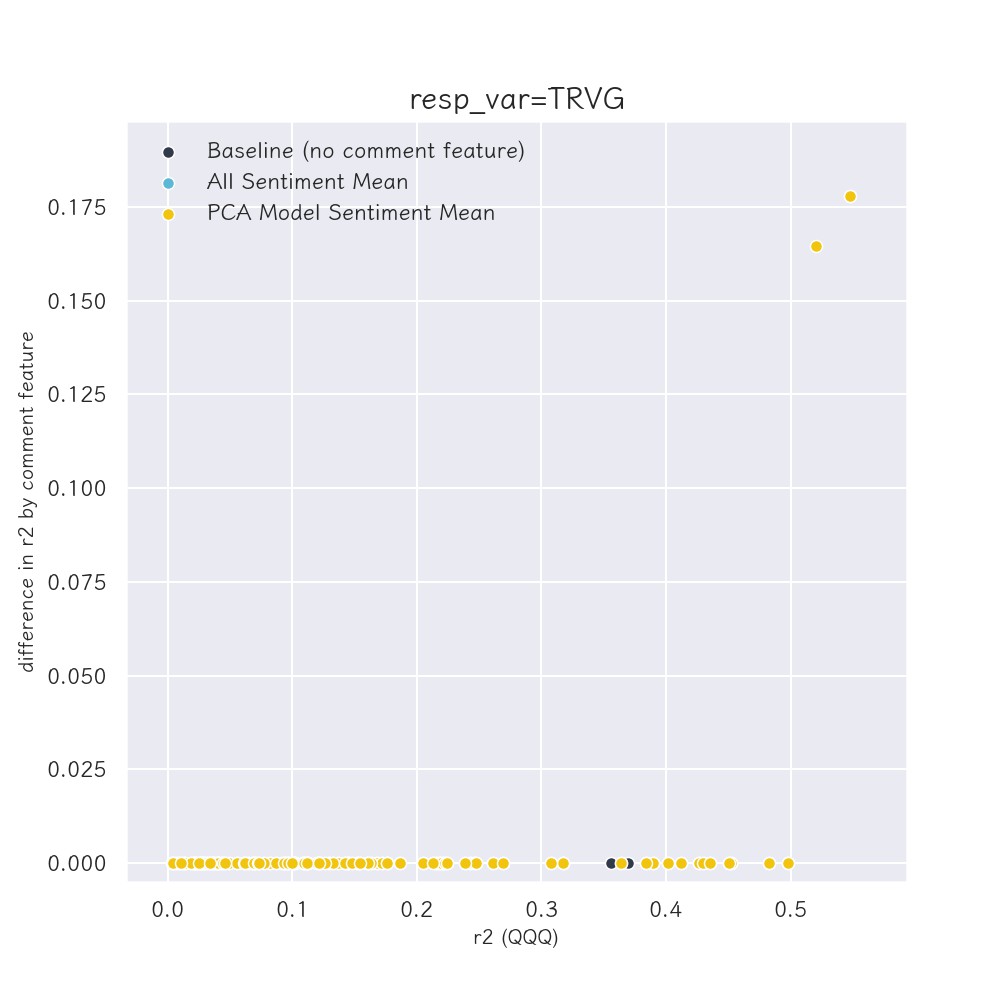 resp_var=TRVG
Baseline (no comment feature)
All Sentiment Mean
PCA Model Sentiment Mean
difference in r2 by comment feature
0.175
0.150
0.125
0.100
0.075
0.050
0.025
0.000
0.0 0.1 0.2 0.3 0.4 0.5
r2 (QQQ)